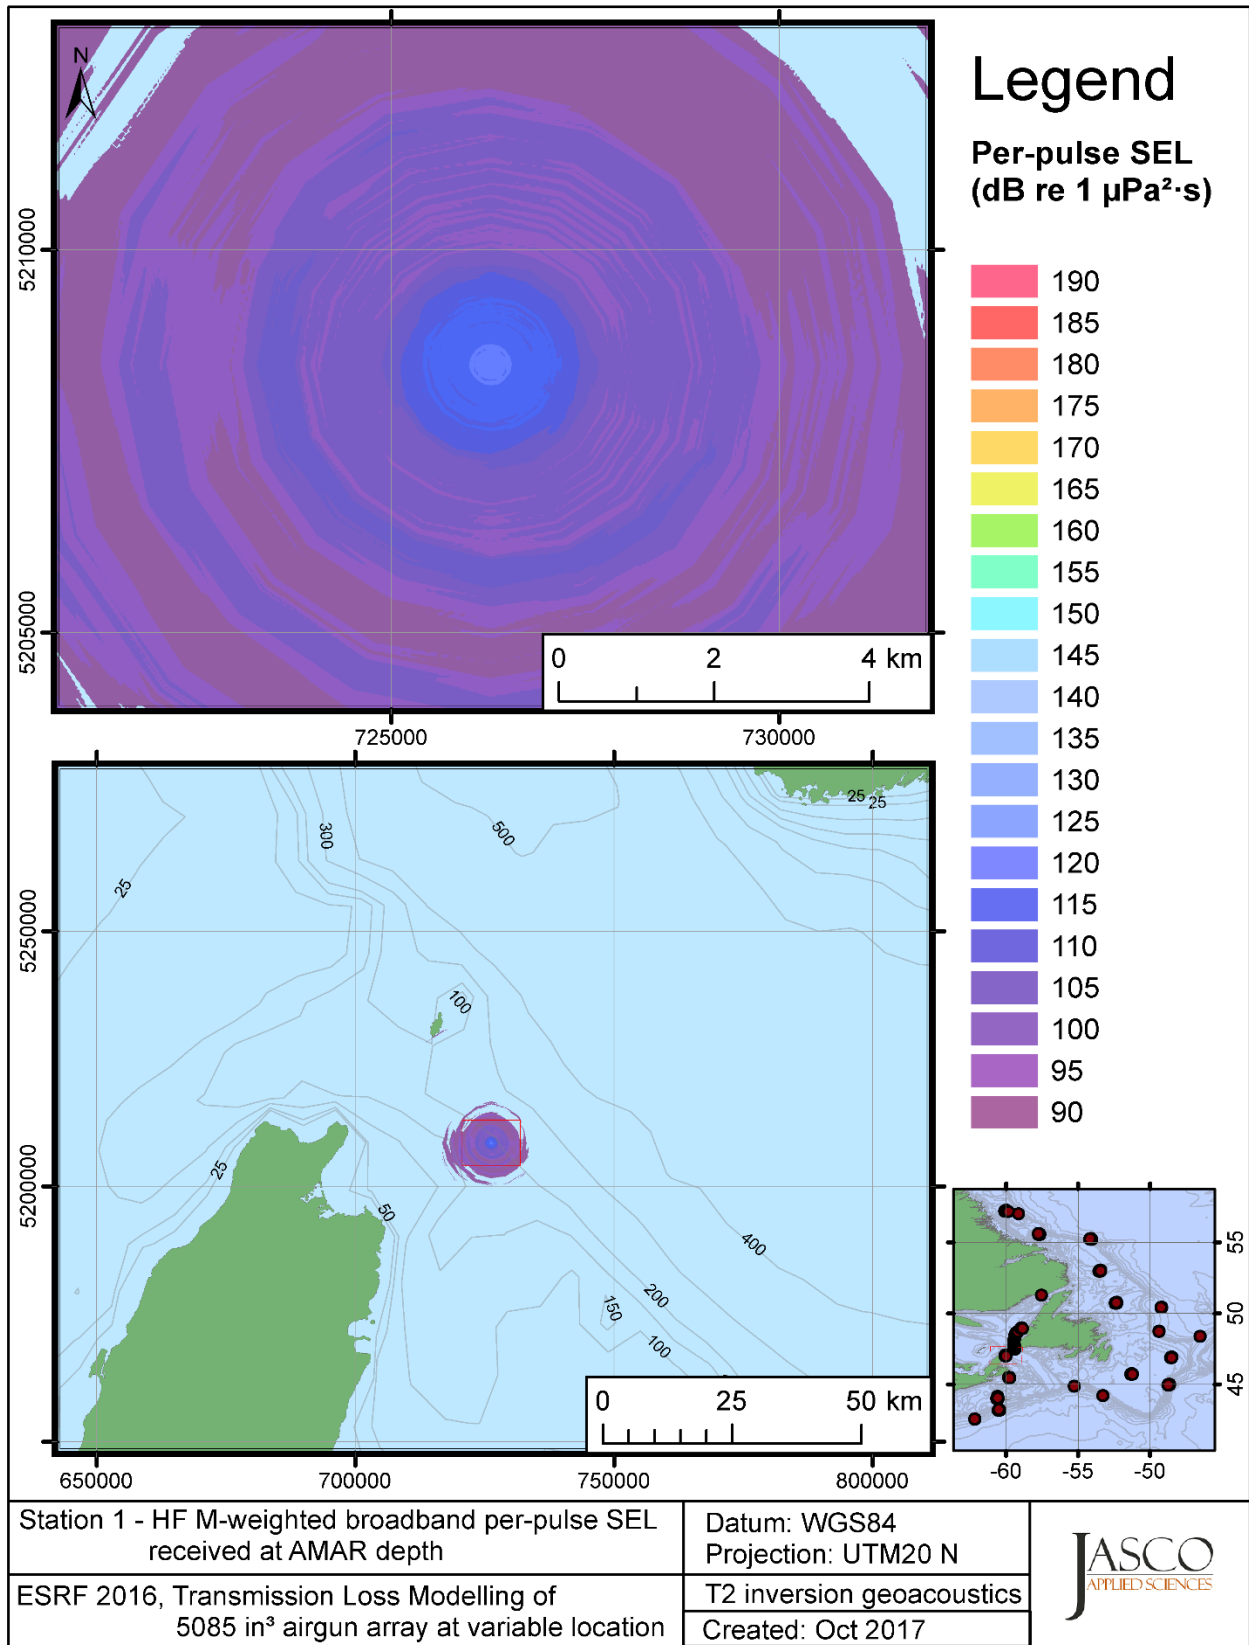 N
5210000
5205000
0 2 4 km
725000 730000
Legend
Per-pulse SEL
(dB re 1 µPa²·s)
190
185
180
175
170
165
160
155
150
145
140
135
130
125
120
115
110
105
100
95
90
25 25
300
500
25
5250000
100
5200000
25
50
400
200
150
100
0 25 50 km
650000 700000 750000 800000
55
50
45
-60 -55 -50
Station 1 - HF M-weighted broadband per-pulse SEL
received at AMAR depth
ESRF 2016, Transmission Loss Modelling of
5085 in³ airgun array at variable location
Datum: WGS84
Projection: UTM20 N
T2 inversion geoacoustics
Created: Oct 2017
JASCO
APPLIED SCIENCES